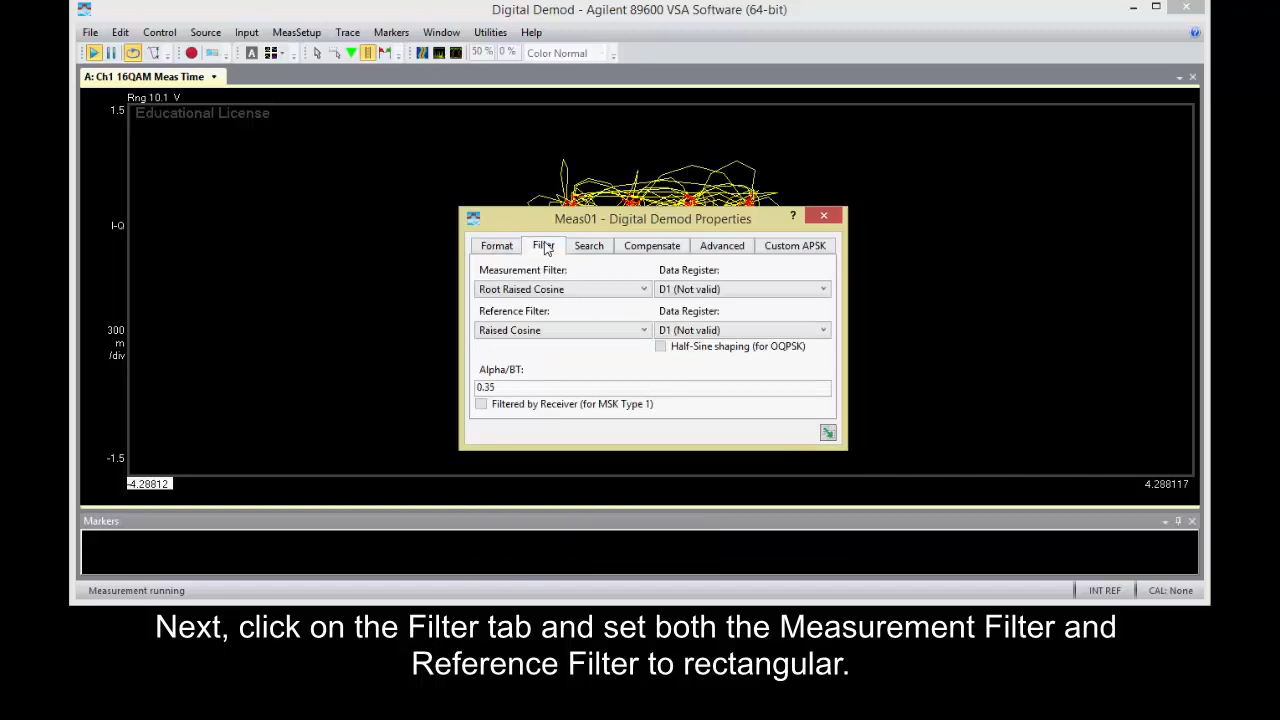 Digital Demod - Agilent 89600 VSA Software (64-bit)
File Edit Control Source Input MeasSetup Trace Markers Window Utilities Help
A 50 % 0 % Color Normal
A: Ch1 16QAM Meas Time
Rng 10.1 V
1.5
Educational License
I-Q
300
m
/div
-1.5
-4.28812
4.288117
Meas01 - Digital Demod Properties
Format Filter Search Compensate Advanced Custom APSK
Measurement Filter: Data Register:
Root Raised Cosine D1 (Not valid)
Reference Filter: Data Register:
Raised Cosine D1 (Not valid)
Half-Sine shaping (for OQPSK)
Alpha/BT:
0.35
Filtered by Receiver (for MSK Type 1)
Markers
Measurement running INT REF CAL: None
Next, click on the Filter tab and set both the Measurement Filter and
Reference Filter to rectangular.